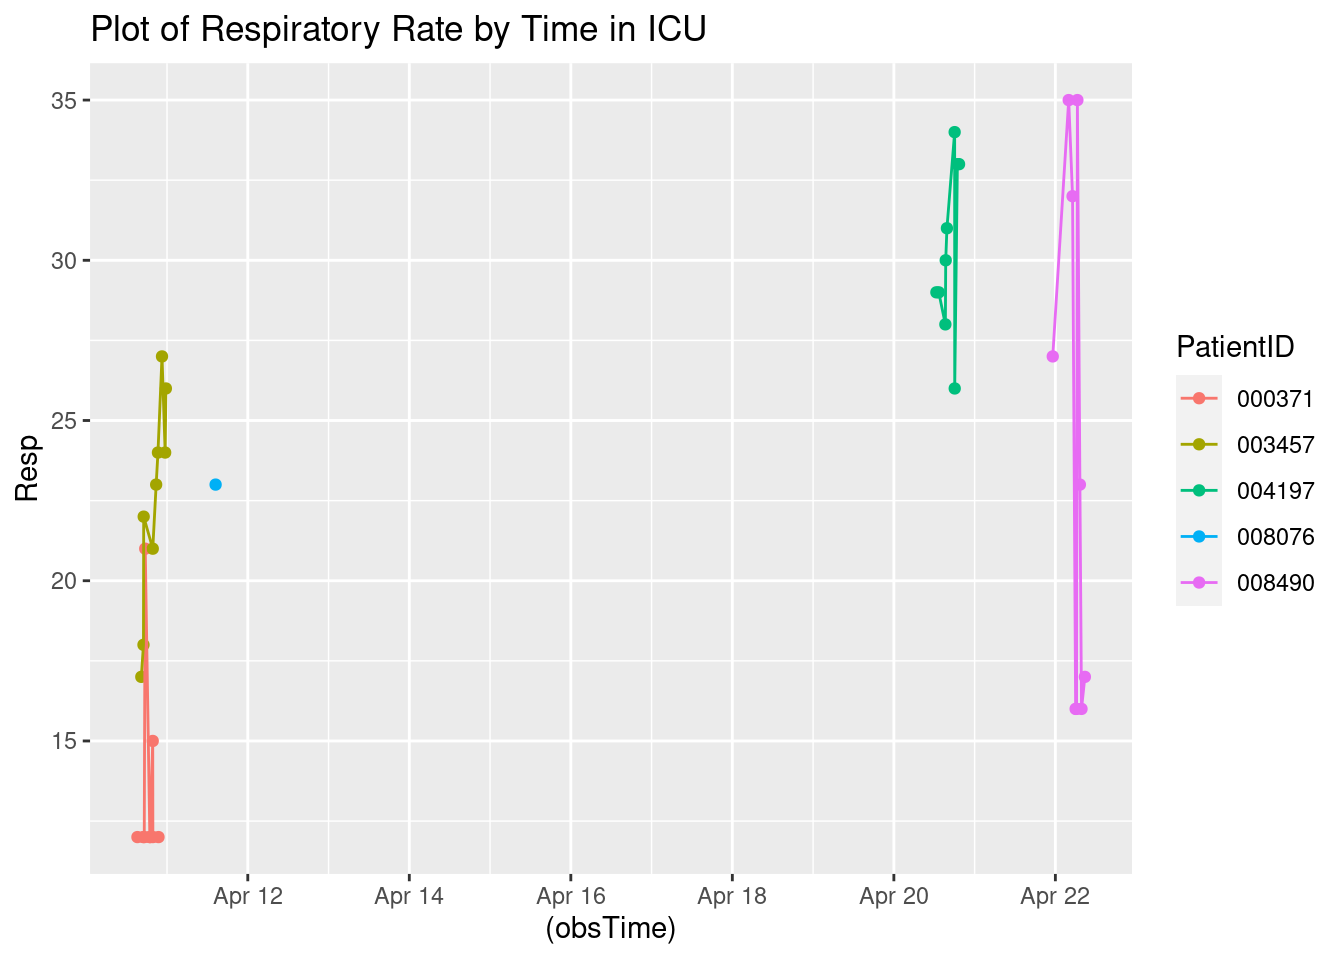 Plot of Respiratory Rate by Time in ICU
35
30
25
20
15
Resp
Apr 12
Apr 14
Apr 16
Apr 18
Apr 20
Apr 22
(obsTime)
PatientID
000371
003457
004197
008076
008490